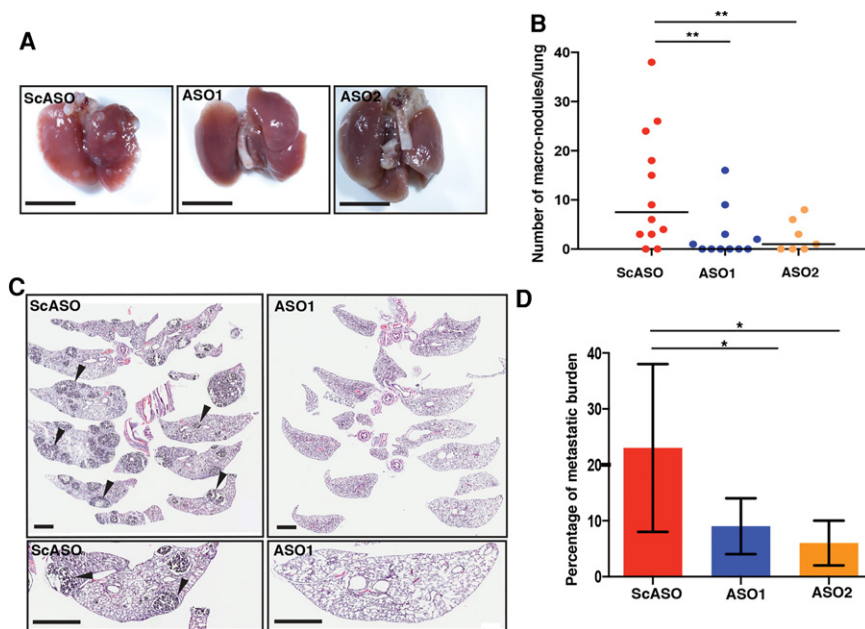 A
ScASO
ASO1
ASO2
B
**
**
Number of macro-nodules/lung
40
30
20
10
0
ScASO
ASO1
ASO2
C
ScASO
ASO1
ScASO
ASO1
D
*
*
Percentage of metastatic burden
40
30
20
10
0
ScASO
ASO1
ASO2